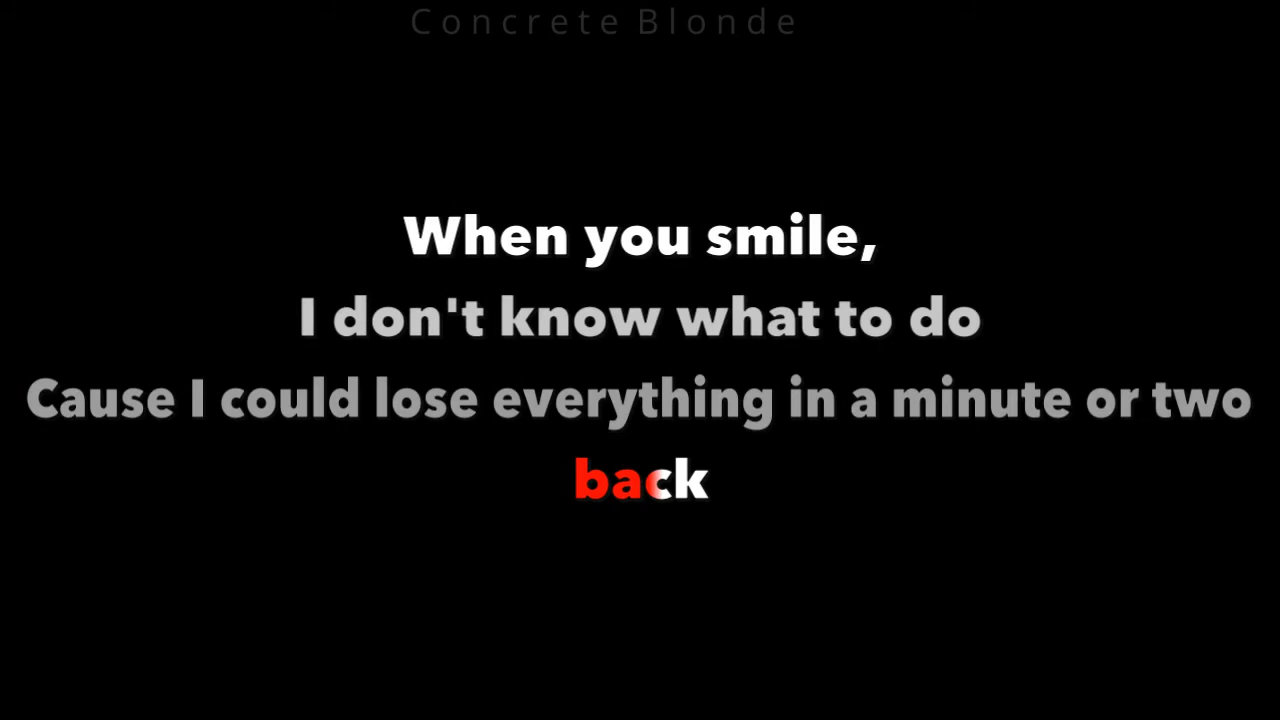 Concrete Blonde
When you smile,
I don't know what to do
Cause I could lose everything in a minute or two
back